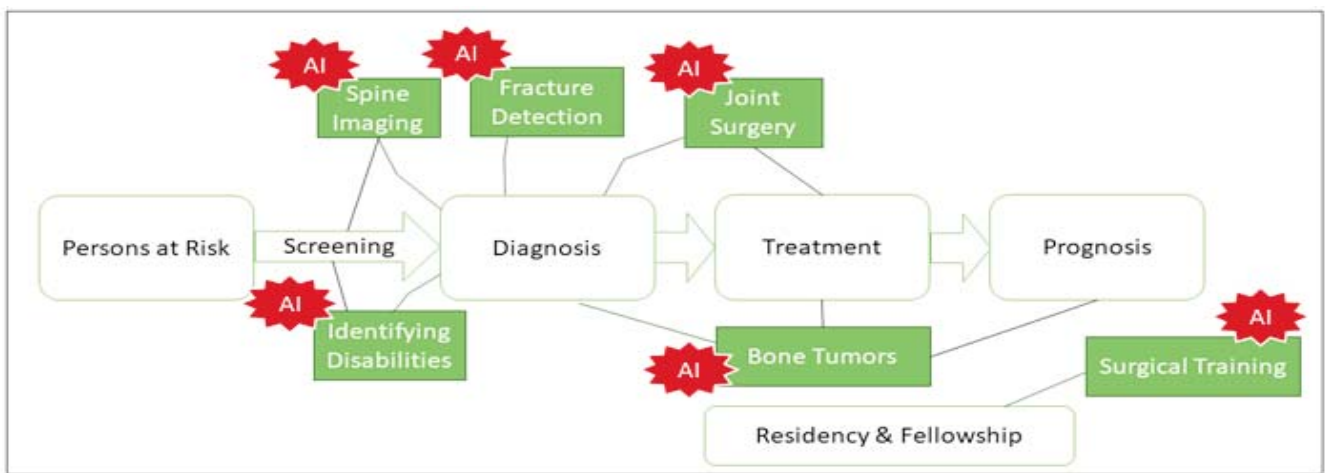 AI
Spine
Imaging
AI
Fracture
Detection
AI
Joint
Surgery
Persons at Risk
Screening
Diagnosis
Treatment
Prognosis
AI
Identifying
Disabilities
AI
Bone Tumors
AI
Surgical Training
Residency & Fellowship